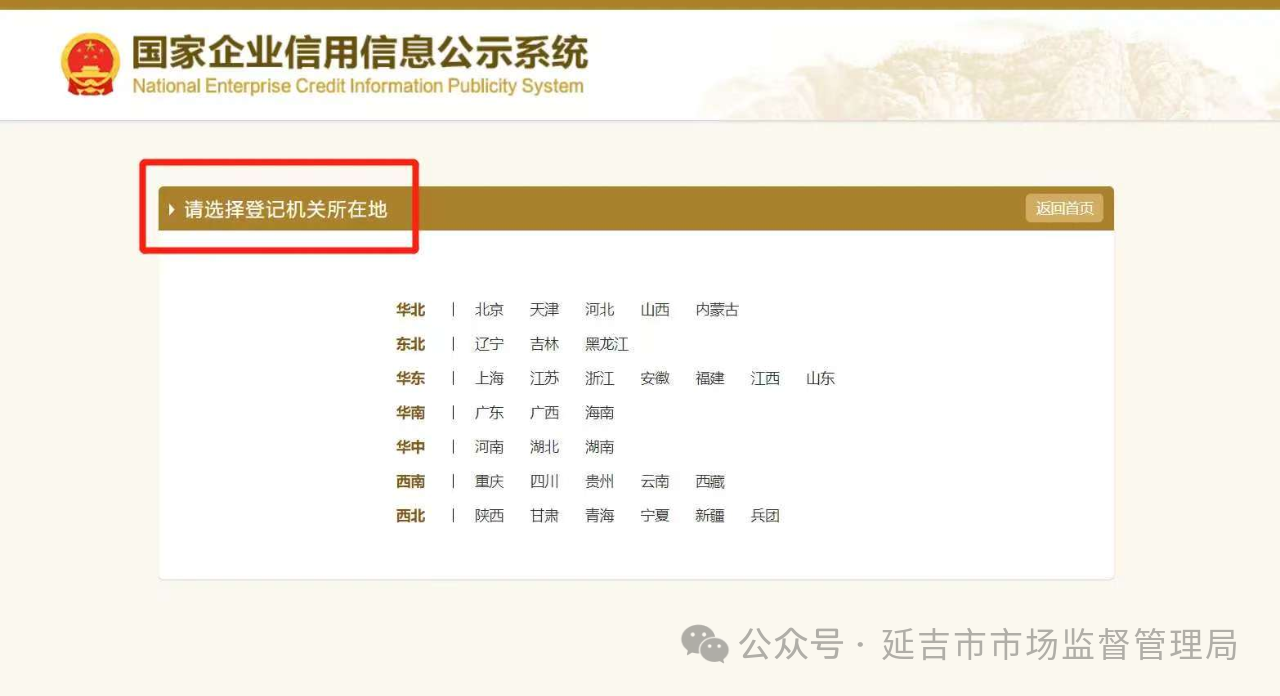 国家企业信用信息公示系统
National Enterprise Credit Information Publicity System
请选择登记机关所在地
返回首页
华北 | 北京 天津 河北 山西 内蒙古
东北 | 辽宁 吉林 黑龙江
华东 | 上海 江苏 浙江 安徽 福建 江西 山东
华南 | 广东 广西 海南
华中 | 河南 湖北 湖南
西南 | 重庆 四川 贵州 云南 西藏
西北 | 陕西 甘肃 青海 宁夏 新疆 兵团
公众号 · 延吉市市场监督管理局